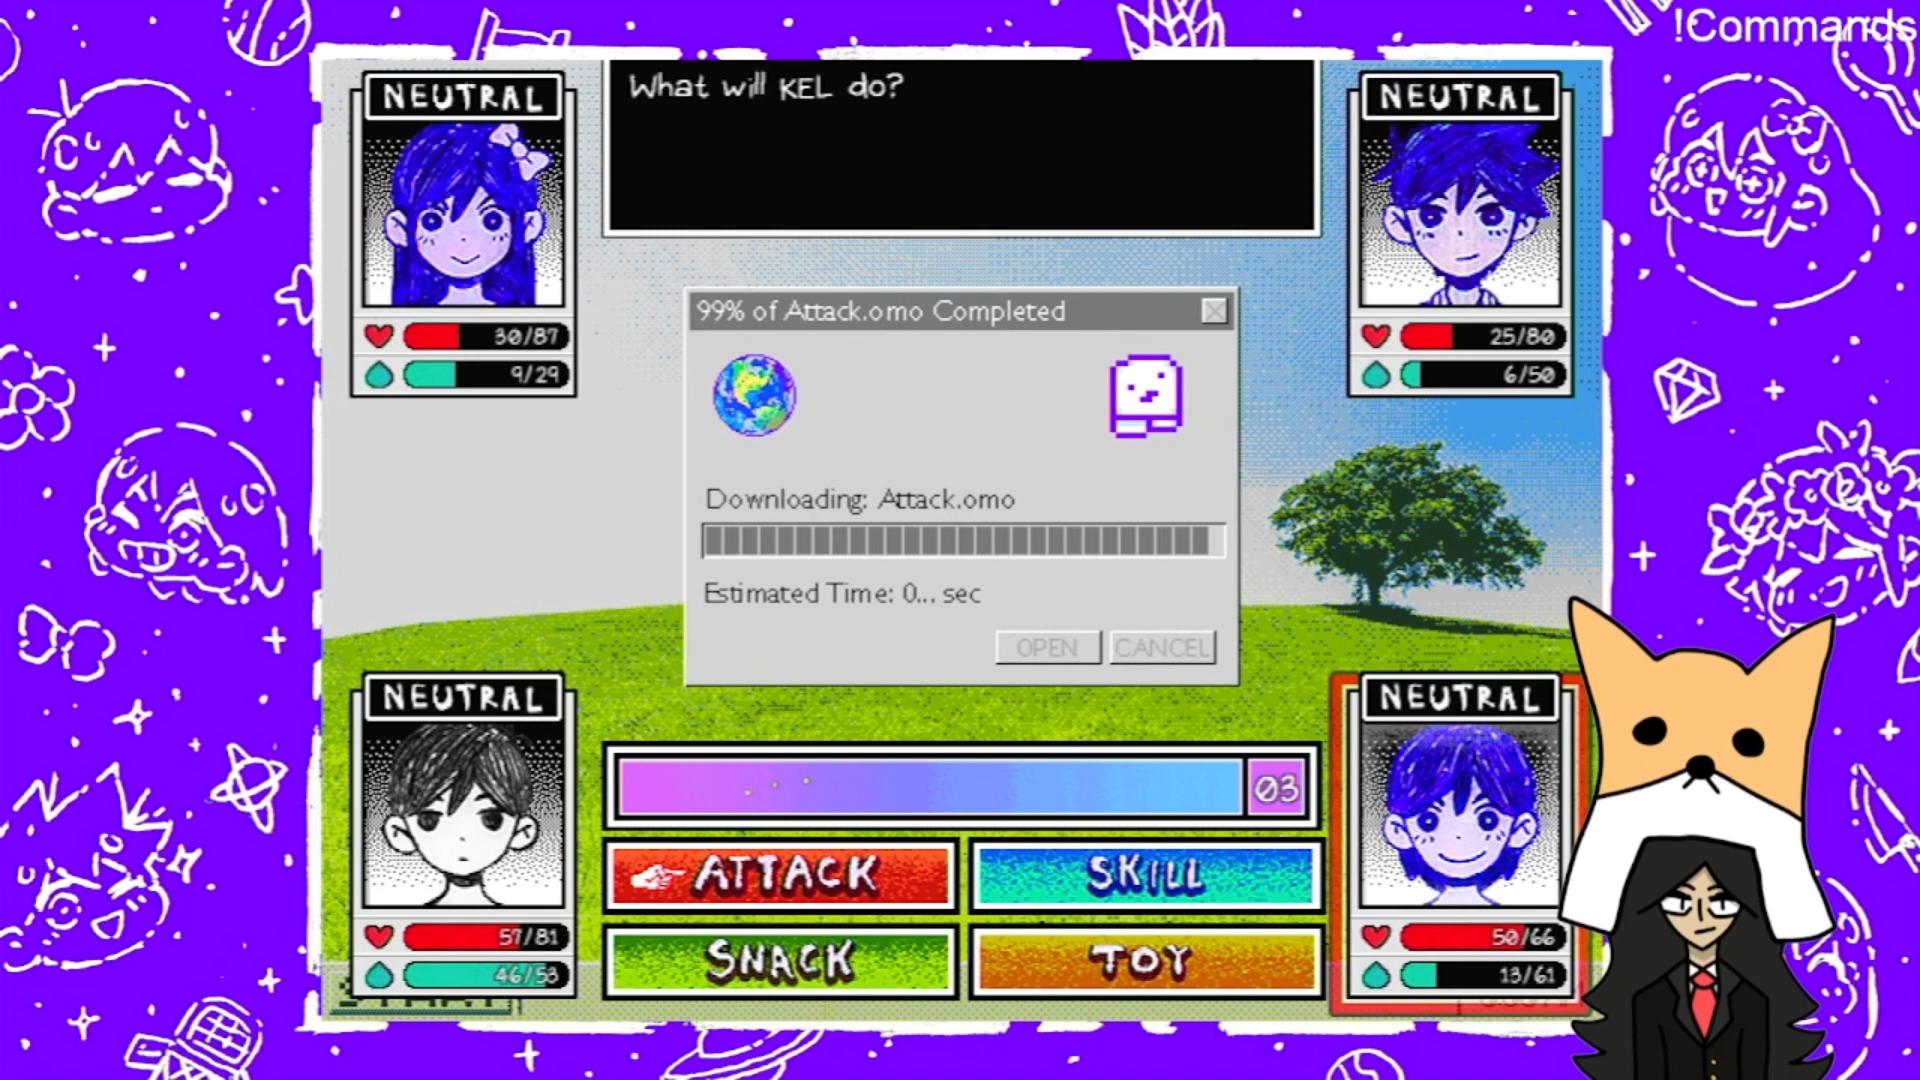 !Commands
NEUTRAL
What will KEL do?
NEUTRAL
30/87
9/29
25/80
6/50
99% of Attack.omo Completed
Downloading: Attack.omo
Estimated Time: 0... sec
OPEN
CANCEL
NEUTRAL
NEUTRAL
03
ATTACK
SKILL
SNACK
TOY
57/81
46/53
50/66
13/61